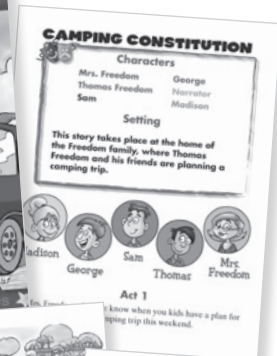 CAMPING CONSTITUTION
Characters
Mrs. Freedom
Thomas Freedom
Sam
George
Narrator
Madison
Setting
This story takes place at the home of
the Freedom family, where Thomas
Freedom and his friends are planning a
camping trip.
adison
George
Sam
Thomas
Mrs.
Freedom
Act 1
know when you kids have a plan for
mping trip this weekend.